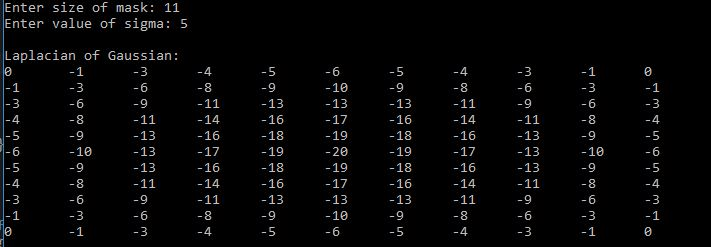 Enter size of mask: 11
Enter value of sigma: 5
Laplacian of Gaussian:
0 -1 -3 -4 -5 -6 -5 -4 -3 -1 0
-1 -3 -6 -8 -9 -10 -9 -8 -6 -3 -1
-3 -6 -9 -11 -13 -13 -13 -11 -9 -6 -3
-4 -8 -11 -14 -16 -17 -16 -14 -11 -8 -4
-5 -9 -13 -16 -18 -19 -18 -16 -13 -9 -5
-6 -10 -13 -17 -19 -20 -19 -17 -13 -10 -6
-5 -9 -13 -16 -18 -19 -18 -16 -13 -9 -5
-4 -8 -11 -14 -16 -17 -16 -14 -11 -8 -4
-3 -6 -9 -11 -13 -13 -13 -11 -9 -6 -3
-1 -3 -6 -8 -9 -10 -9 -8 -6 -3 -1
0 -1 -3 -4 -5 -6 -5 -4 -3 -1 0